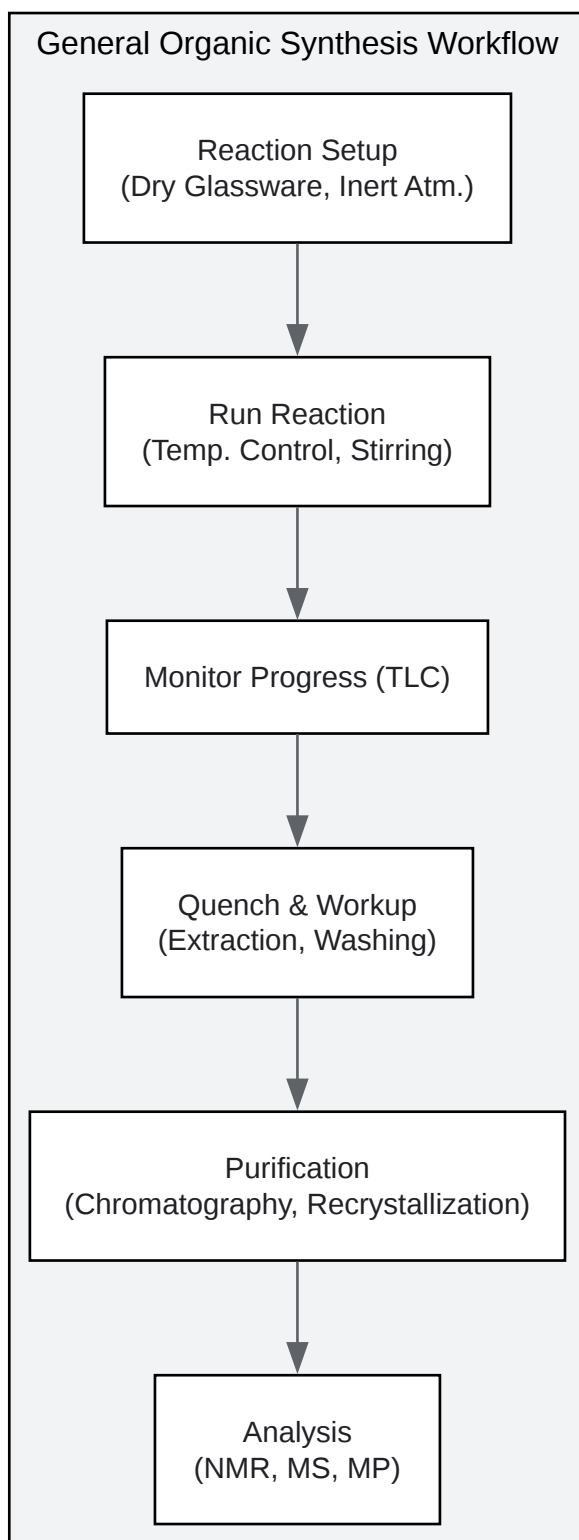 General Organic Synthesis Workflow
Reaction Setup
(Dry Glassware, Inert Atm.)
Run Reaction
(Temp. Control, Stirring)
Monitor Progress (TLC)
Quench & Workup
(Extraction, Washing)
Purification
(Chromatography, Recrystallization)
Analysis
(NMR, MS, MP)